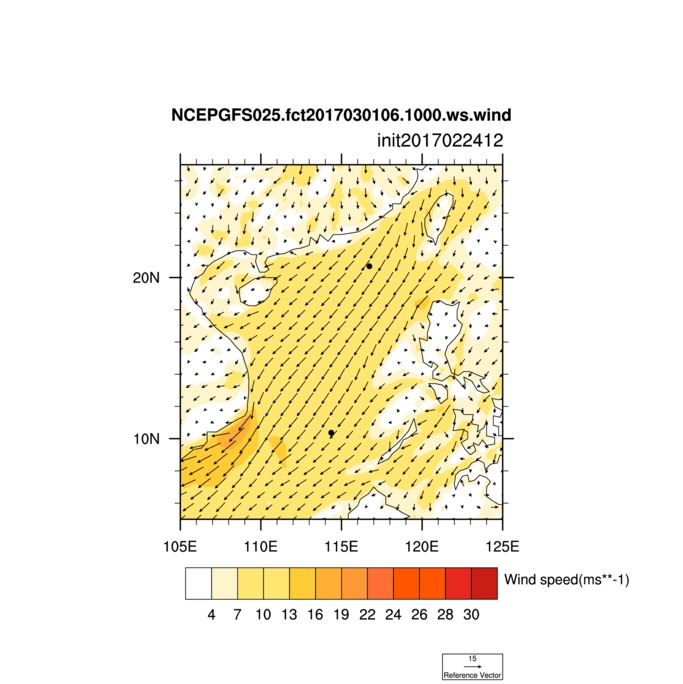 NCEPGFS025.fct2017030106.1000.ws.wind
init2017022412
20N
10N
105E 110E 115E 120E 125E
Wind speed(ms**-1)
4 7 10 13 16 19 22 24 26 28 30
15
Reference Vector